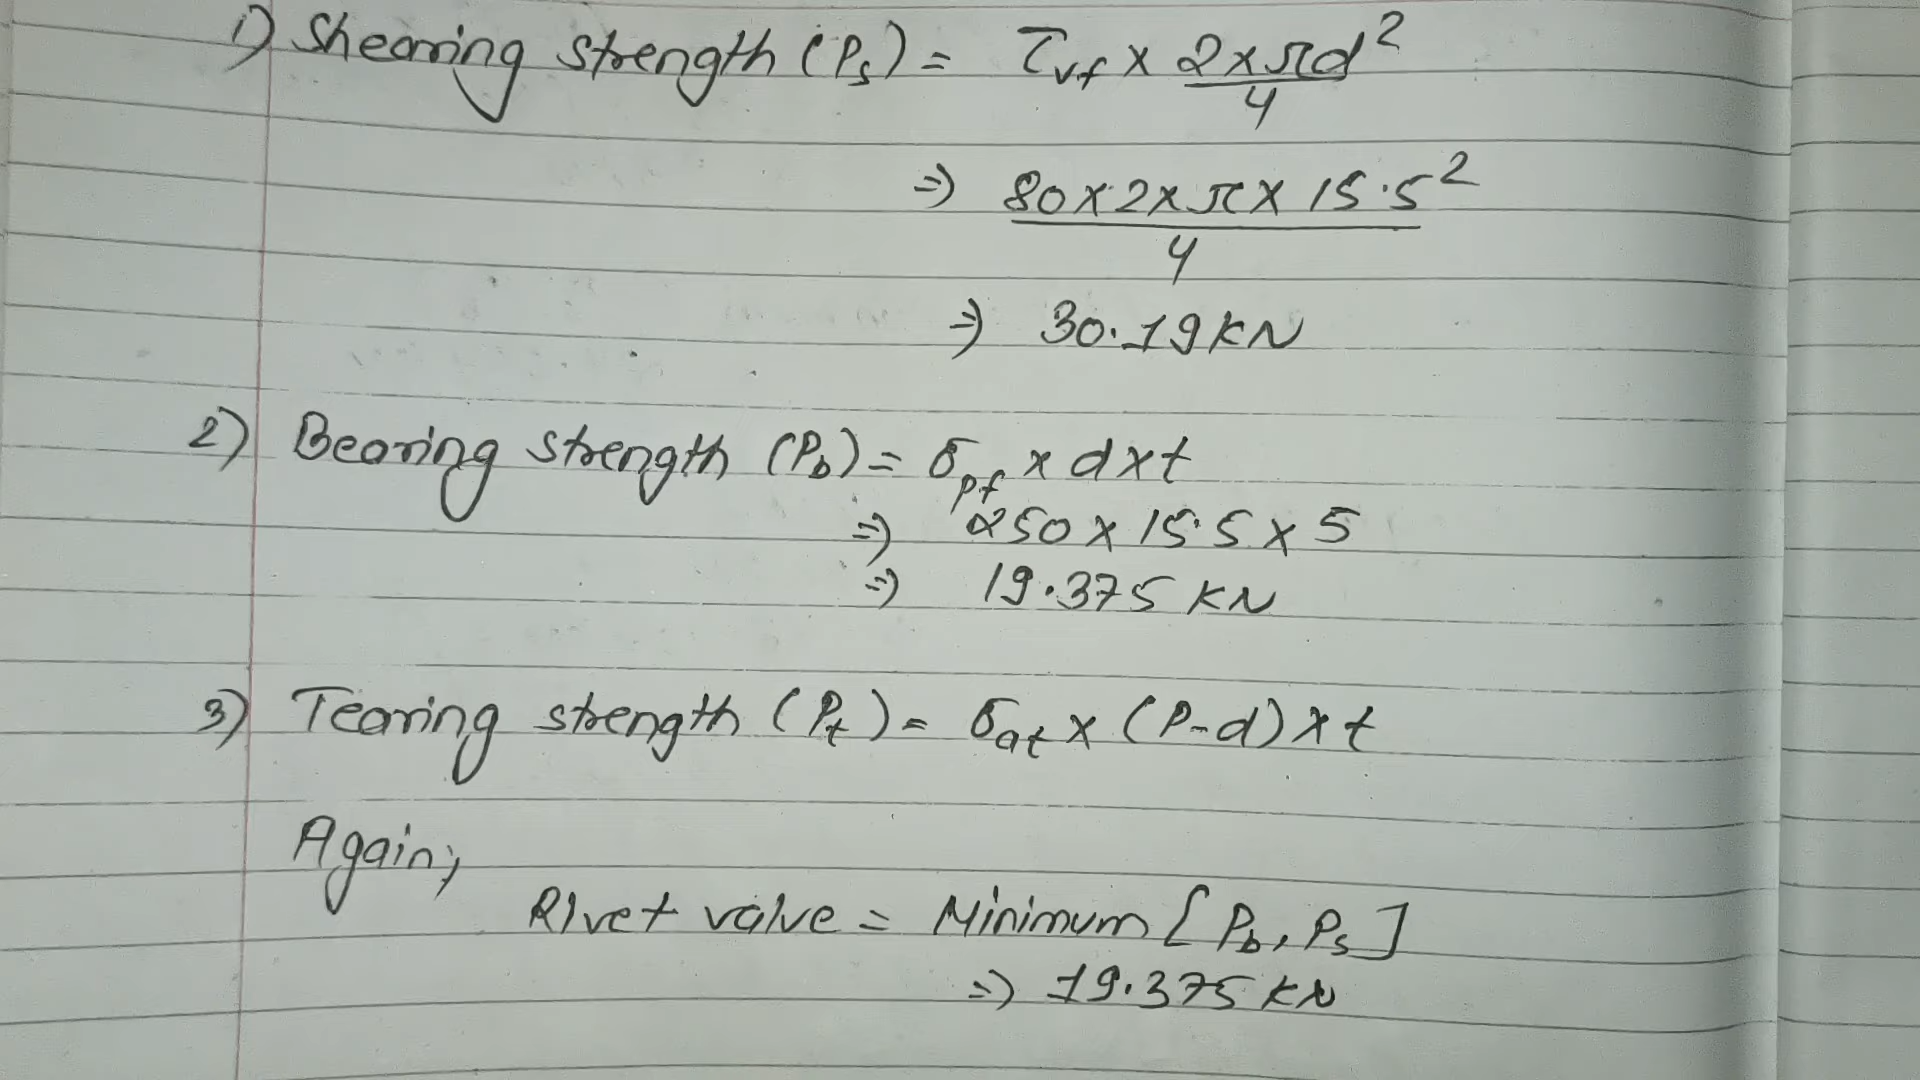 1) Shearing strength (Ps) = τvf x 2 x πd²/4
⇒ 80 x 2 x π x 15.5²/4
⇒ 30.19 KN
2) Bearing strength (Pb) = σpf x d x t
⇒ 250 x 15.5 x 5
⇒ 19.375 KN
3) Tearing strength (Pt) = σat x (P-d) x t
Again;
Rivet value = Minimum [Pb, Ps]
⇒ 19.375 KN